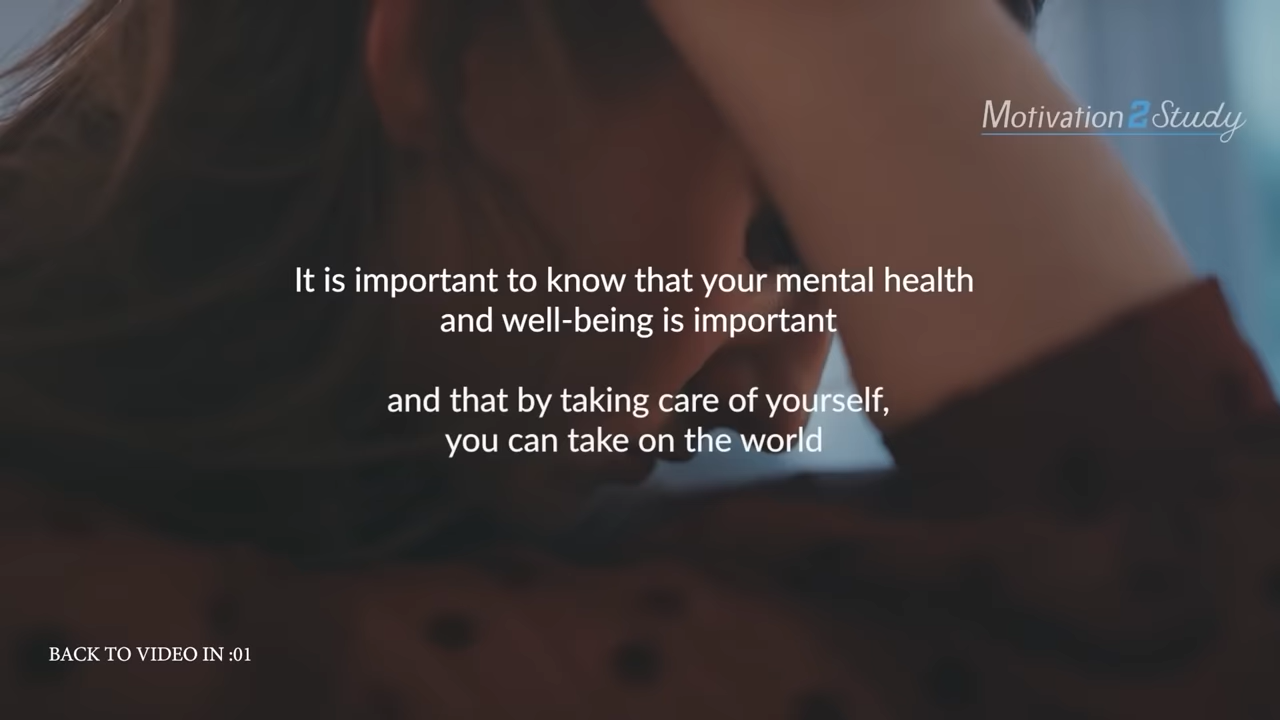 Motivation2Study
It is important to know that your mental health
and well-being is important
and that by taking care of yourself,
you can take on the world
BACK TO VIDEO IN :01